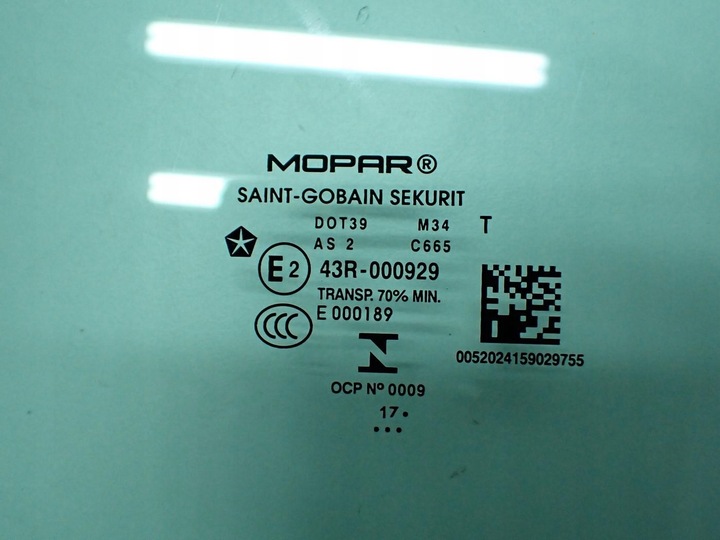 MOPAR®
SAINT-GOBAIN SEKURIT
DOT39 M34 T
AS 2 C665
E2 43R-000929
TRANSP. 70% MIN.
E 000189
CCC
OCP Nº 0009
17.
...
0052024159029755